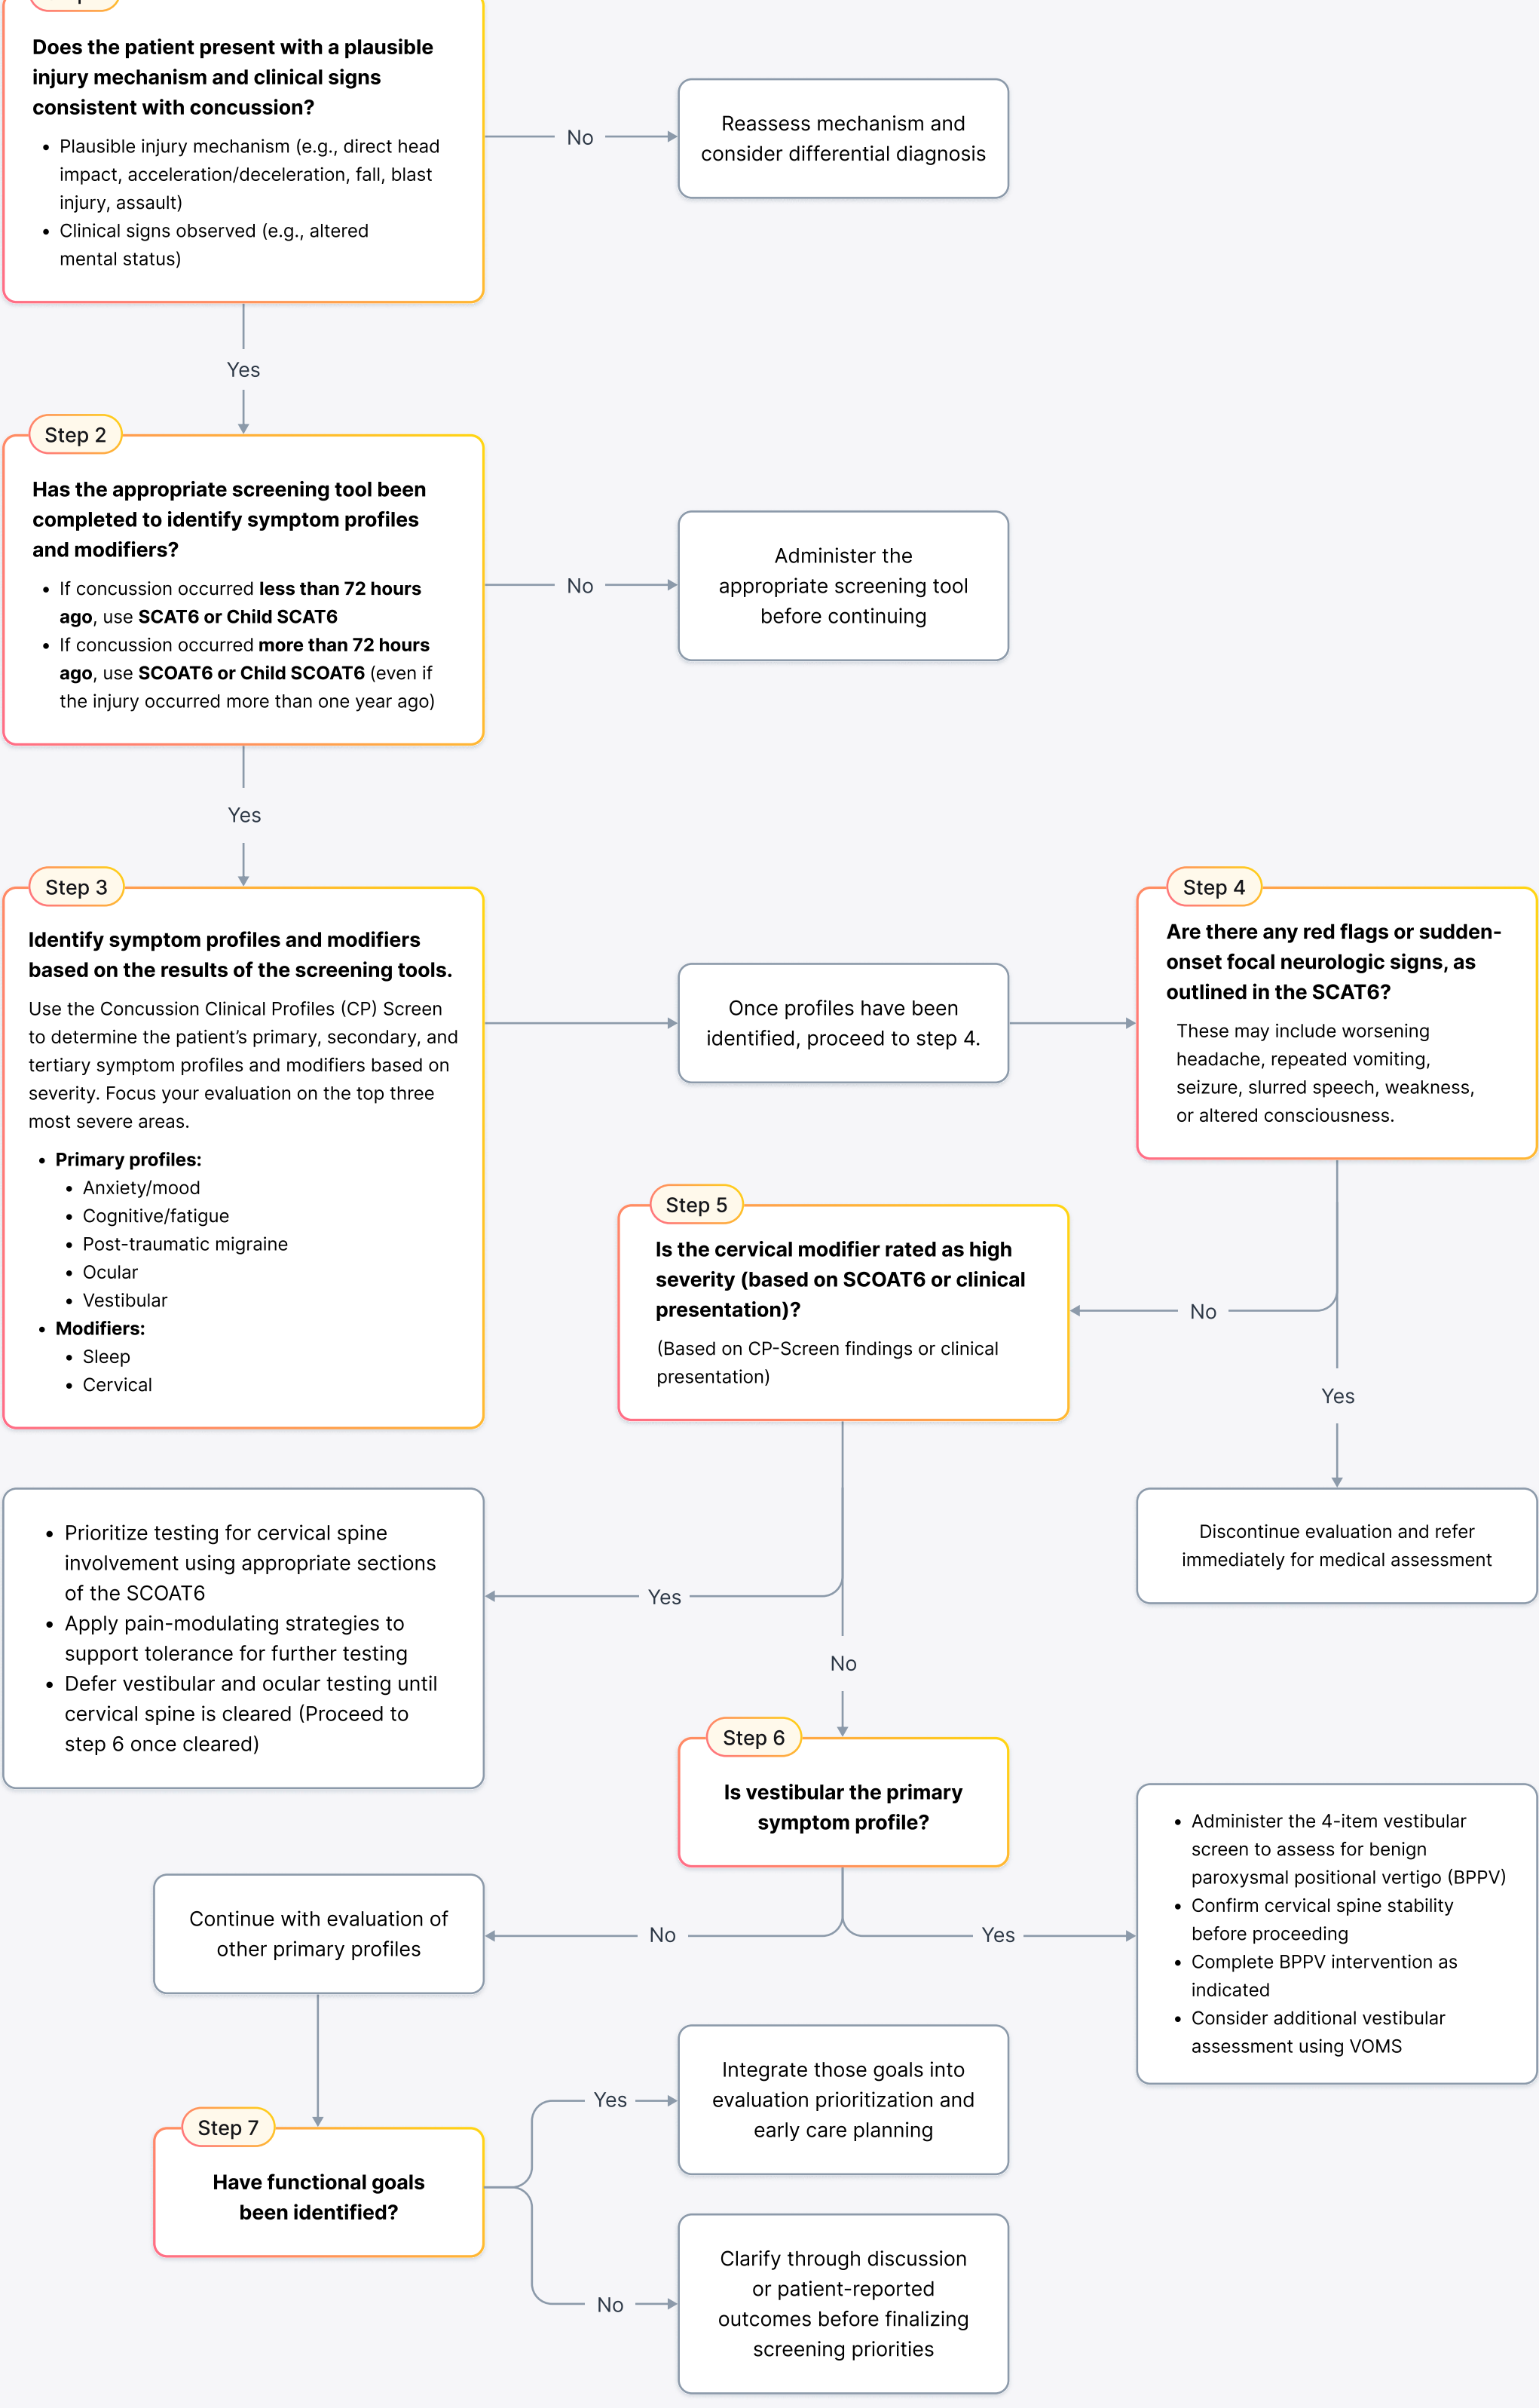 Does the patient present with a plausible
injury mechanism and clinical signs
consistent with concussion?
• Plausible injury mechanism (e.g., direct head
impact, acceleration/deceleration, fall, blast
injury, assault)
• Clinical signs observed (e.g., altered
mental status)
No
Reassess mechanism and
consider differential diagnosis
Yes
Step 2
Has the appropriate screening tool been
completed to identify symptom profiles
and modifiers?
• If concussion occurred less than 72 hours
ago, use SCAT6 or Child SCAT6
• If concussion occurred more than 72 hours
ago, use SCOAT6 or Child SCOAT6 (even if
the injury occurred more than one year ago)
No
Administer the
appropriate screening tool
before continuing
Yes
Step 3
Identify symptom profiles and modifiers
based on the results of the screening tools.
Use the Concussion Clinical Profiles (CP) Screen
to determine the patient’s primary, secondary, and
tertiary symptom profiles and modifiers based on
severity. Focus your evaluation on the top three
most severe areas.
• Primary profiles:
• Anxiety/mood
• Cognitive/fatigue
• Post-traumatic migraine
• Ocular
• Vestibular
• Modifiers:
• Sleep
• Cervical
Once profiles have been
identified, proceed to step 4.
Step 4
Are there any red flags or sudden-
onset focal neurologic signs, as
outlined in the SCAT6?
These may include worsening
headache, repeated vomiting,
seizure, slurred speech, weakness,
or altered consciousness.
No
Yes
Discontinue evaluation and refer
immediately for medical assessment
Step 5
Is the cervical modifier rated as high
severity (based on SCOAT6 or clinical
presentation)?
(Based on CP-Screen findings or clinical
presentation)
Yes
• Prioritize testing for cervical spine
involvement using appropriate sections
of the SCOAT6
• Apply pain-modulating strategies to
support tolerance for further testing
• Defer vestibular and ocular testing until
cervical spine is cleared (Proceed to
step 6 once cleared)
No
Step 6
Is vestibular the primary
symptom profile?
No
Continue with evaluation of
other primary profiles
Yes
• Administer the 4-item vestibular
screen to assess for benign
paroxysmal positional vertigo (BPPV)
• Confirm cervical spine stability
before proceeding
• Complete BPPV intervention as
indicated
• Consider additional vestibular
assessment using VOMS
Step 7
Have functional goals
been identified?
Yes
Integrate those goals into
evaluation prioritization and
early care planning
No
Clarify through discussion
or patient-reported
outcomes before finalizing
screening priorities